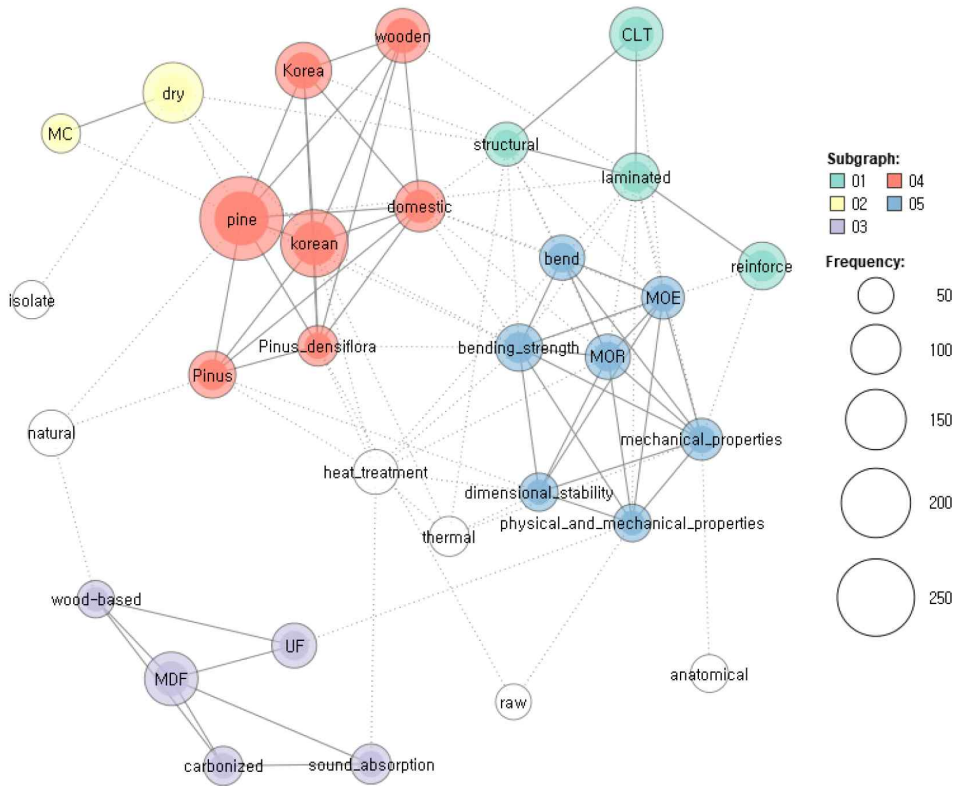 wooden
CLT
Korea
dry
MC
structural
laminated
pine
domestic
korean
bend
reinforce
isolate
MOE
Pinus_densiflora
bending_strength
MOR
Pinus
natural
mechanical_properties
heat_treatment
dimensional_stability
physical_and_mechanical_properties
thermal
wood-based
UF
MDF
anatomical
raw
carbonized
sound_absorption
Subgraph:
01
04
02
05
03
Frequency:
50
100
150
200
250